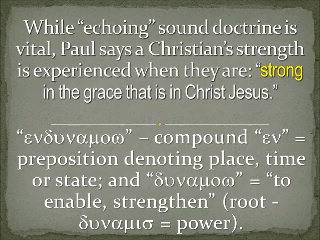 While “echoing” sound doctrine is
vital, Paul says a Christian’s strength
is experienced when they are: “strong
in the grace that is in Christ Jesus.”
“ενδυναμοω” – compound “εν” =
preposition denoting place, time
or state; and “δυναμοω” = “to
enable, strengthen” (root -
δυναμισ = power).